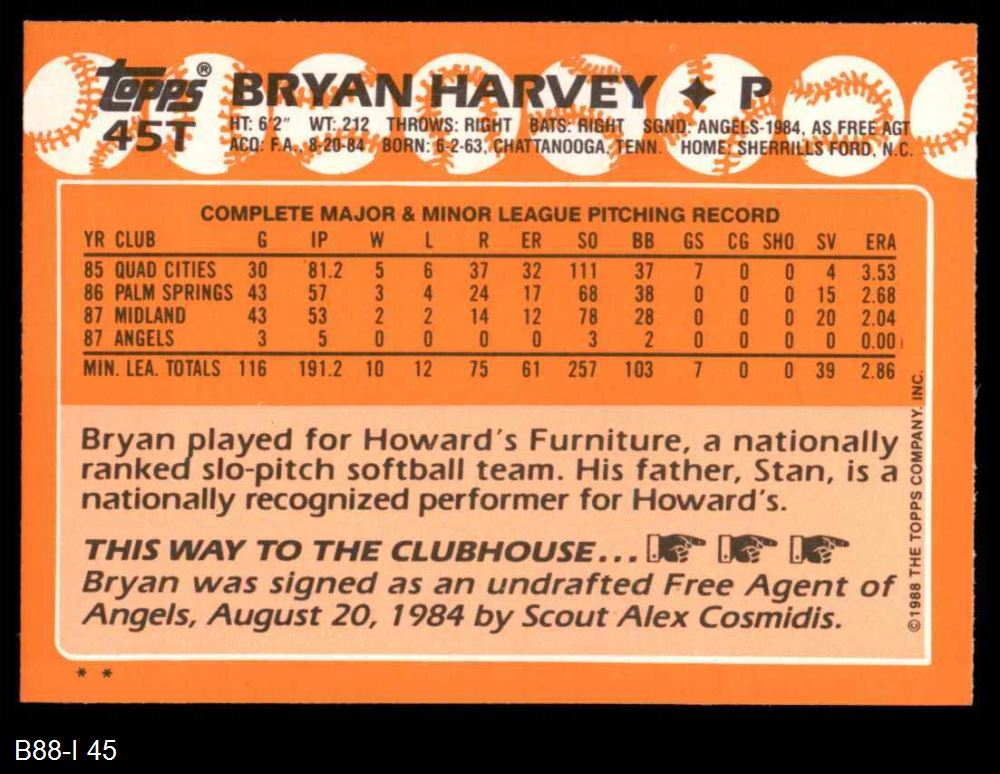 Topps® BRYAN HARVEY ♦ P
45T
HT: 6'2" WT: 212 THROWS: RIGHT BATS: RIGHT SGND: ANGELS-1984, AS FREE AGT
ACQ: F.A., 8-20-84 BORN: 6-2-63, CHATTANOOGA, TENN. HOME: SHERRILLS FORD, N.C.
COMPLETE MAJOR & MINOR LEAGUE PITCHING RECORD
YR CLUB G IP W L R ER SO BB GS CG SHO SV ERA
85 QUAD CITIES 30 81.2 5 6 37 32 111 37 7 0 0 4 3.53
86 PALM SPRINGS 43 57 3 4 24 17 68 38 0 0 0 15 2.68
87 MIDLAND 43 53 2 2 14 12 78 28 0 0 0 20 2.04
87 ANGELS 3 5 0 0 0 0 3 2 0 0 0 0 0.00
MIN. LEA. TOTALS 116 191.2 10 12 75 61 257 103 7 0 0 39 2.86
Bryan played for Howard's Furniture, a nationally
ranked slo-pitch softball team. His father, Stan, is a
nationally recognized performer for Howard's.
THIS WAY TO THE CLUBHOUSE...
Bryan was signed as an undrafted Free Agent of
Angels, August 20, 1984 by Scout Alex Cosmidis.
©1988 THE TOPPS COMPANY, INC.
* *
B88-I 45